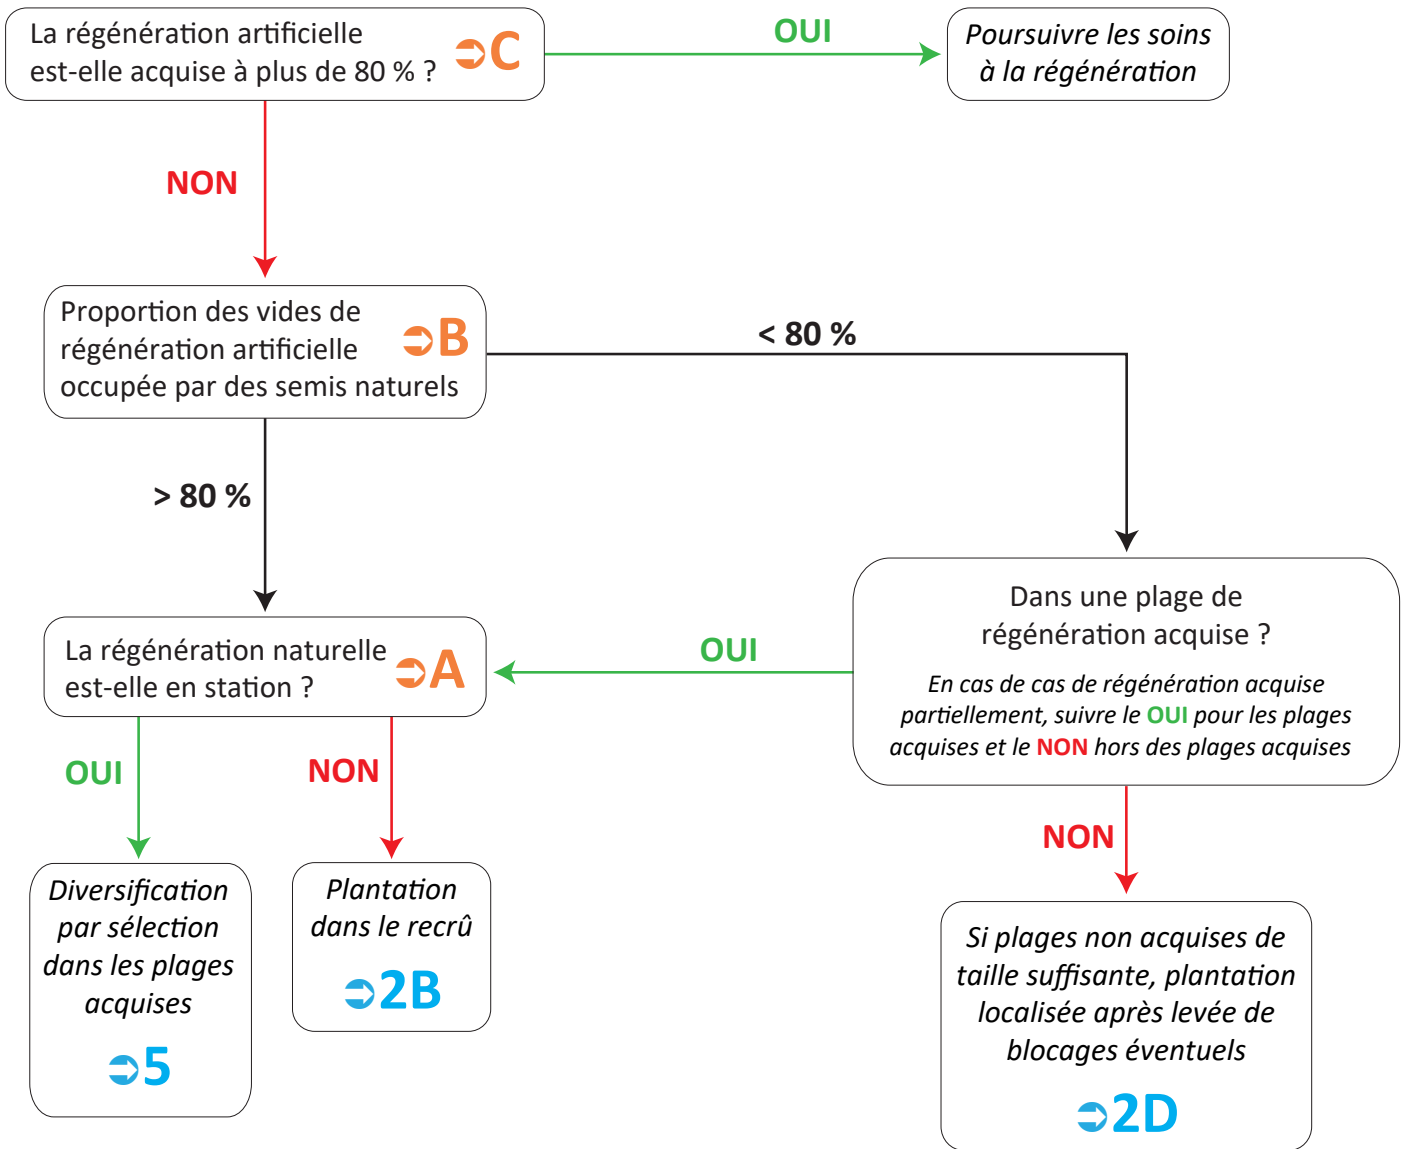 La régénération artificielle
est-elle acquise à plus de 80 % ?
➲C
OUI
Poursuivre les soins
à la régénération
NON
Proportion des vides de
régénération artificielle
occupée par des semis naturels
➲B
< 80 %
> 80 %
La régénération naturelle
est-elle en station ?
➲A
OUI
Dans une plage de
régénération acquise ?
En cas de cas de régénération acquise
partiellement, suivre le OUI pour les plages
acquises et le NON hors des plages acquises
OUI
NON
NON
Diversification
par sélection
dans les plages
acquises
➲5
Plantation
dans le recrû
➲2B
Si plages non acquises de
taille suffisante, plantation
localisée après levée de
blocages éventuels
➲2D